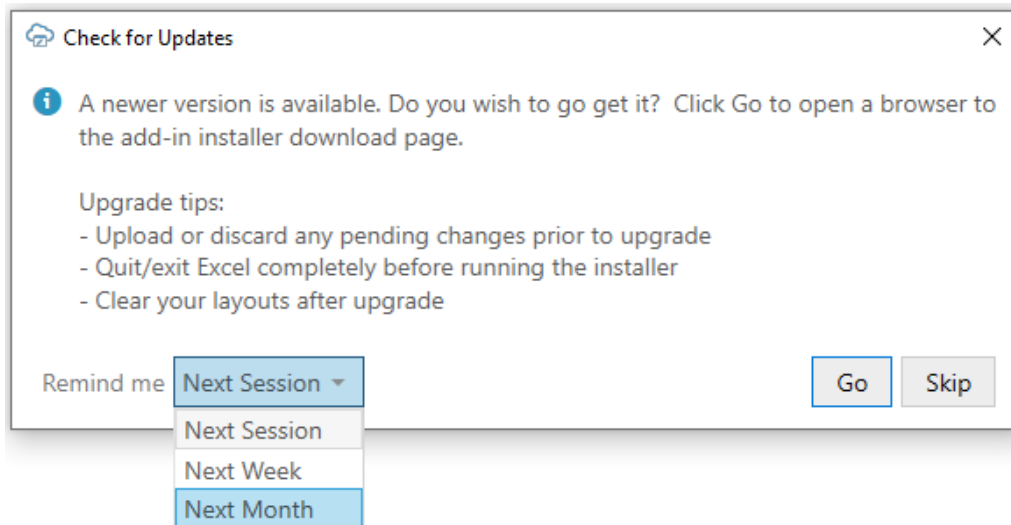 Check for Updates
A newer version is available. Do you wish to go get it?  Click Go to open a browser to
the add-in installer download page.
Upgrade tips:
- Upload or discard any pending changes prior to upgrade
- Quit/exit Excel completely before running the installer
- Clear your layouts after upgrade
Remind me Next Session Go Skip
Next Session
Next Week
Next Month